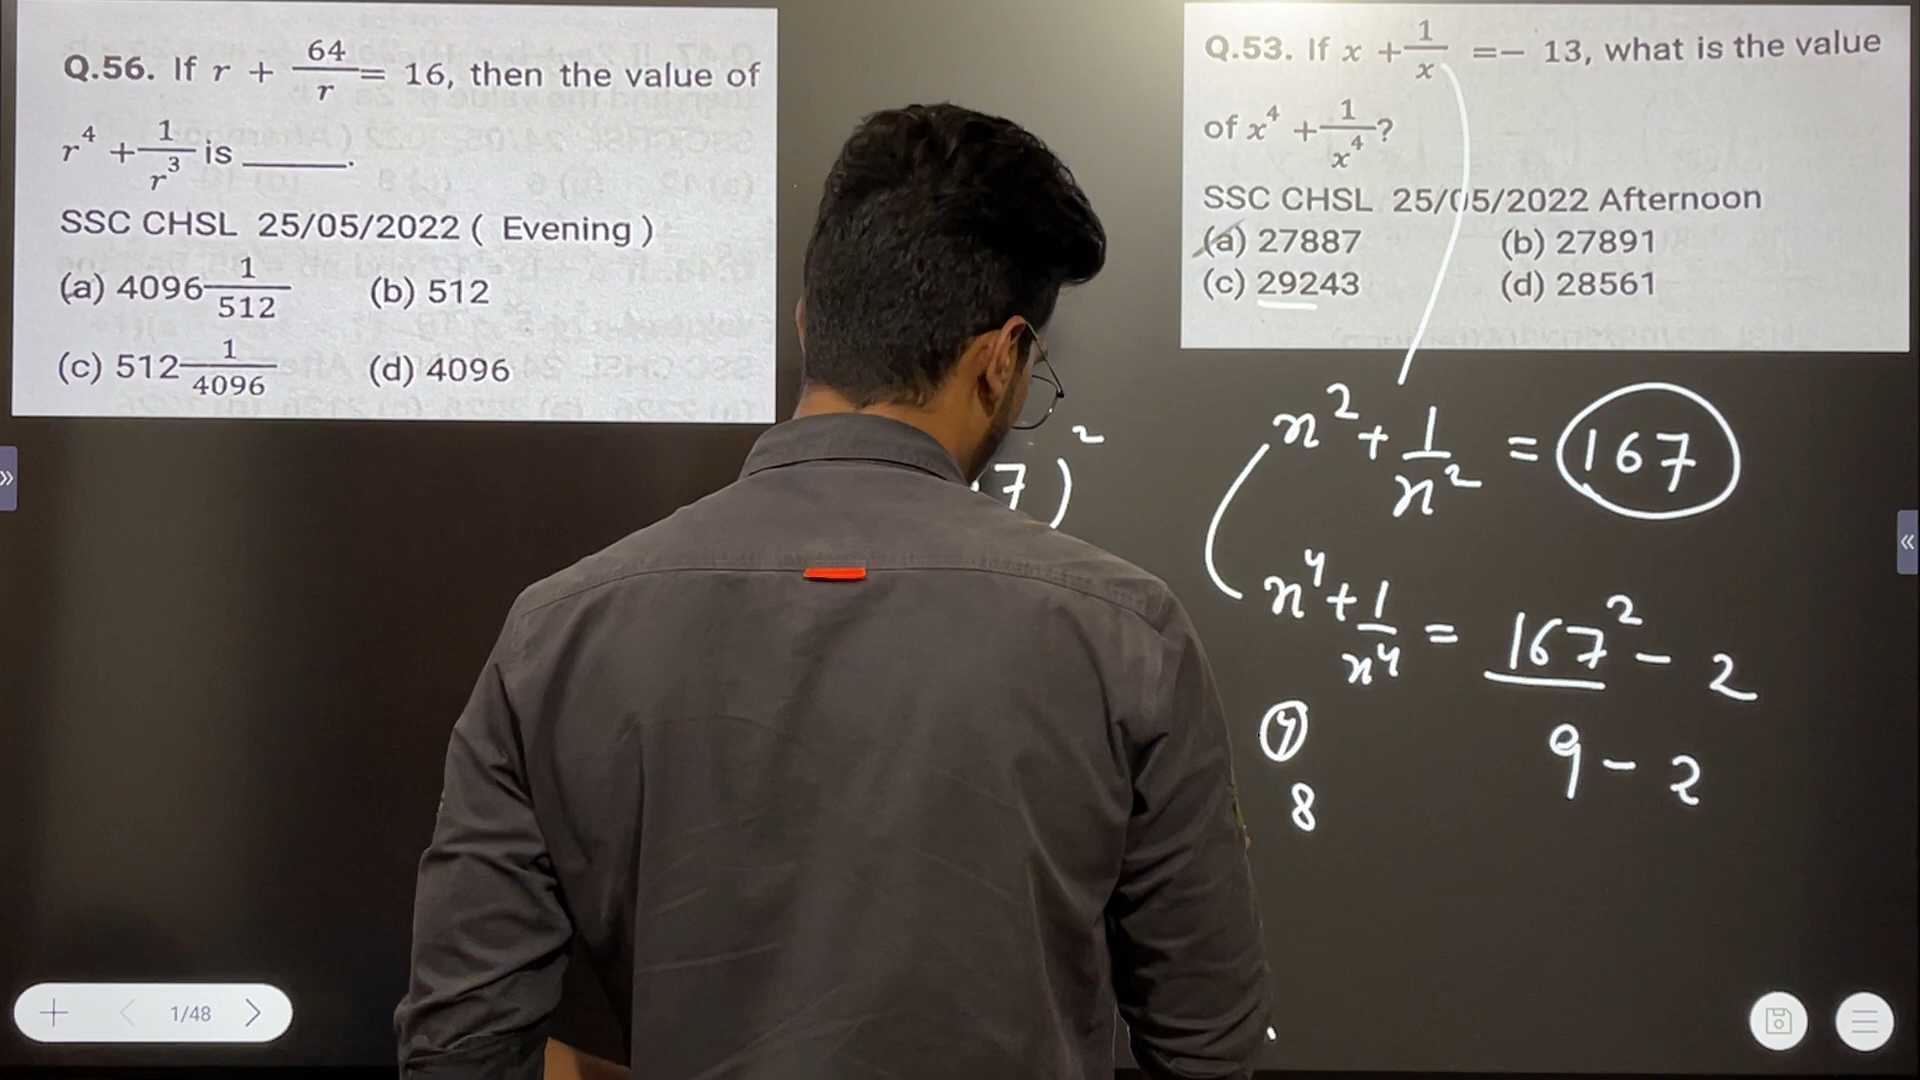 Q.56. If r + 64/r = 16, then the value of
r⁴ + 1/r³ is ______.
SSC CHSL 25/05/2022 ( Evening )
(a) 4096 1/512 (b) 512
(c) 512 1/4096 (d) 4096
Q.53. If x + 1/x = − 13, what is the value
of x⁴ + 1/x⁴?
SSC CHSL 25/05/2022 Afternoon
(a) 27887 (b) 27891
(c) 29243 (d) 28561
7)²
x² + 1/x² = 167
x⁴ + 1/x⁴ = 167² - 2
9 - 2
8
1/48